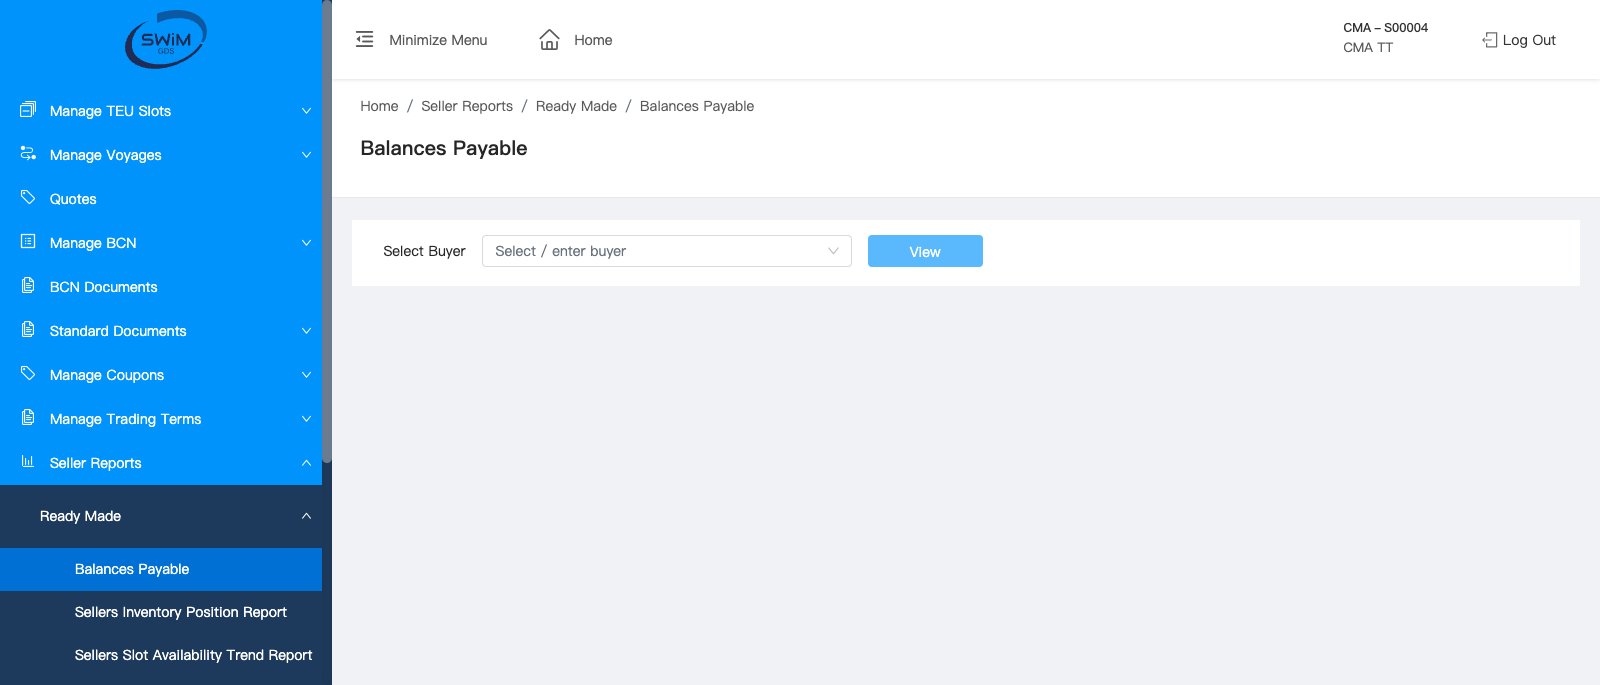 SWiM
GDS
Manage TEU Slots
Manage Voyages
Quotes
Manage BCN
BCN Documents
Standard Documents
Manage Coupons
Manage Trading Terms
Seller Reports
Ready Made
Balances Payable
Sellers Inventory Position Report
Sellers Slot Availability Trend Report
Minimize Menu
Home
CMA – S00004
CMA TT
Log Out
Home / Seller Reports / Ready Made / Balances Payable
Balances Payable
Select Buyer
Select / enter buyer
View